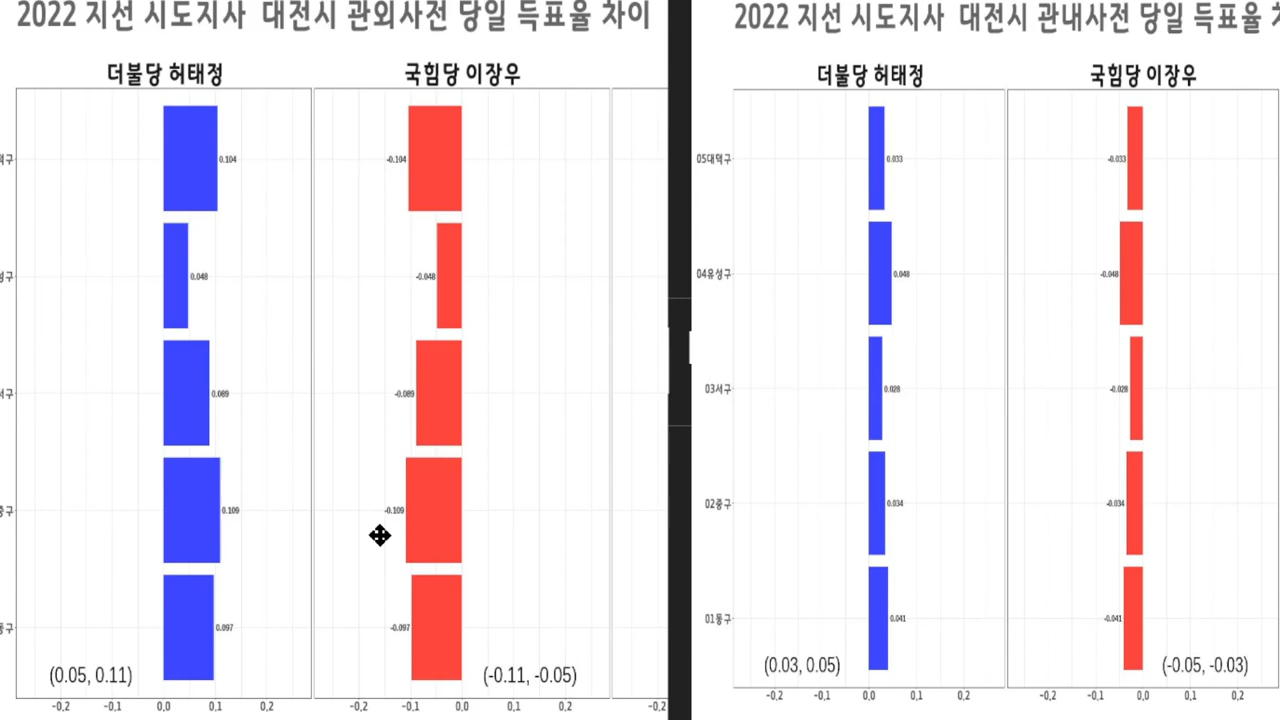 2022 지선 시도지사 대전시 관외사전 당일 득표율 차이
더불당 허태정
국힘당 이장우
0.104
-0.104
0.048
-0.048
0.089
-0.089
0.109
-0.109
0.097
-0.097
(0.05, 0.11)
(-0.11, -0.05)
-0,2 -0,1 0,0 0,1 0,2
-0,2 -0,1 0,0 0,1 0,2
-0,2
2022 지선 시도지사 대전시 관내사전 당일 득표율
더불당 허태정
국힘당 이장우
05대덕구
0.033
-0.033
04유성구
0.048
-0.048
03서구
0.028
-0.028
02중구
0.034
-0.034
01동구
0.041
-0.041
(0.03, 0.05)
(-0.05, -0.03)
-0,2 -0,1 0,0 0,1 0,2
-0,2 -0,1 0,0 0,1 0,2